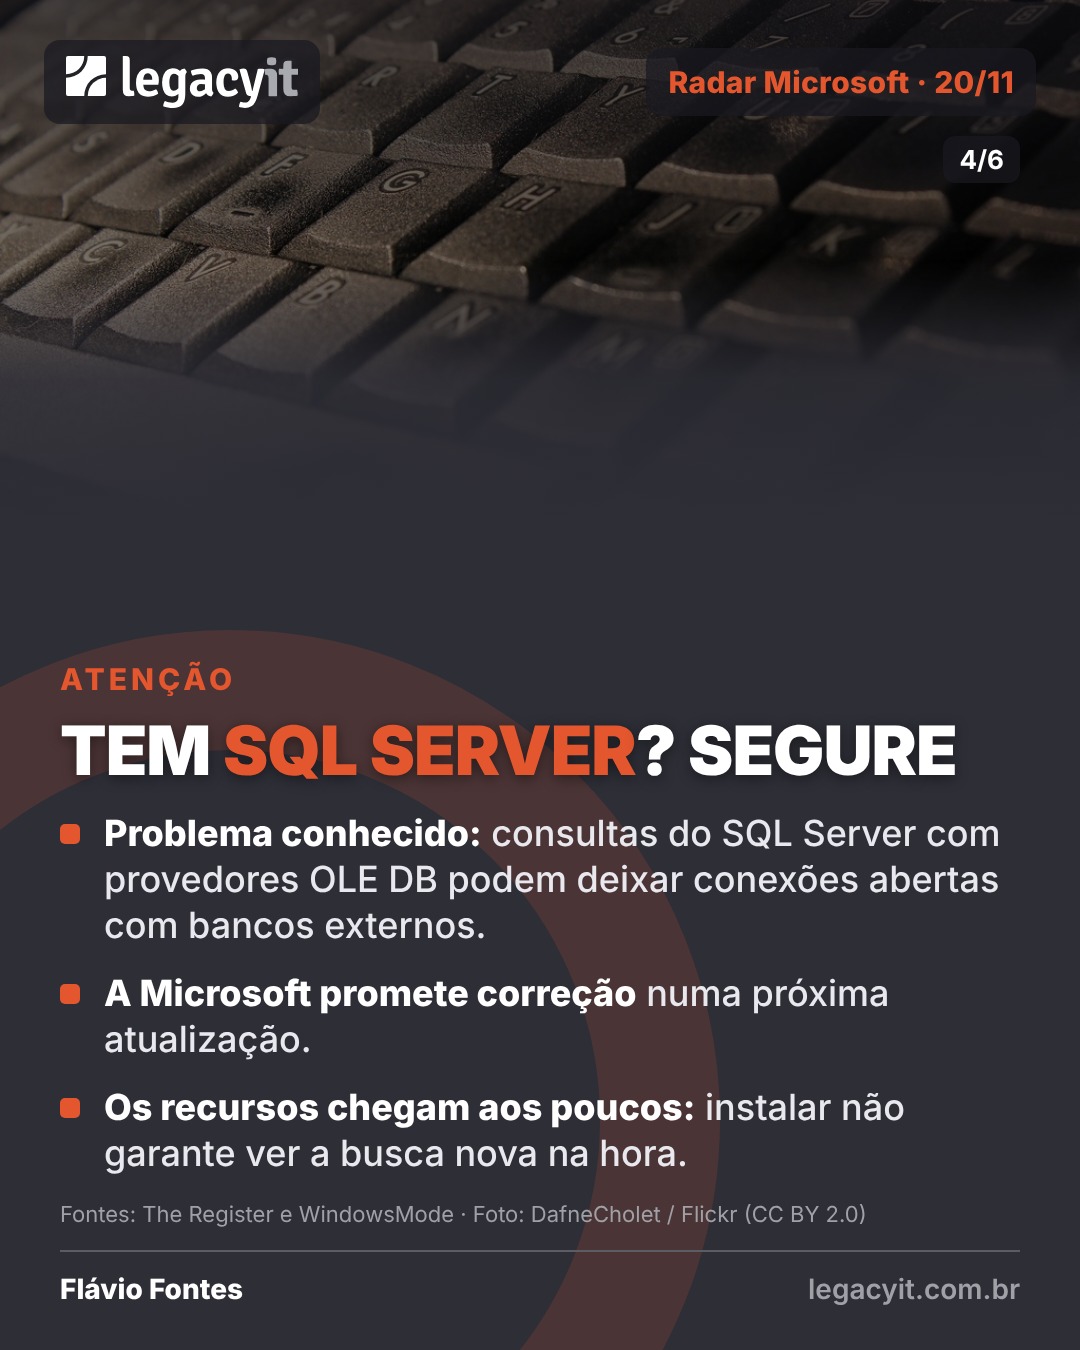 legacyit
Radar Microsoft · 20/11
4/6
ATENÇÃO
TEM SQL SERVER? SEGURE
Problema conhecido: consultas do SQL Server com
provedores OLE DB podem deixar conexões abertas
com bancos externos.
A Microsoft promete correção numa próxima
atualização.
Os recursos chegam aos poucos: instalar não
garante ver a busca nova na hora.
Fontes: The Register e WindowsMode · Foto: DafneCholet / Flickr (CC BY 2.0)
Flávio Fontes
legacyit.com.br